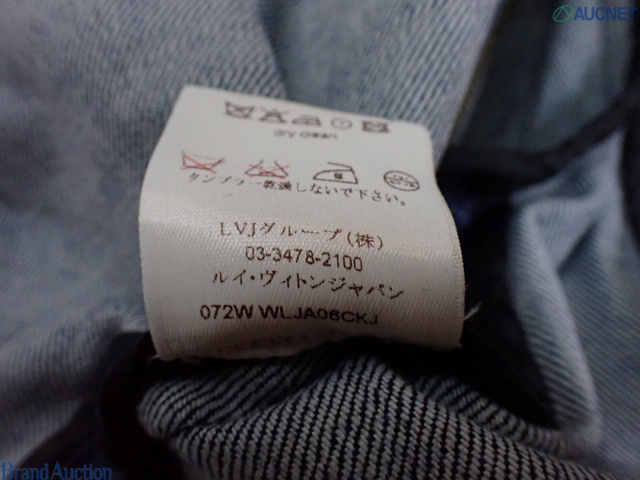 AUCNET
dry clean
タンブラー乾燥しないで下さい。
LVJグループ(株)
03-3478-2100
ルイ・ヴィトンジャパン
072W WLJA06CKJ
Brand Auction